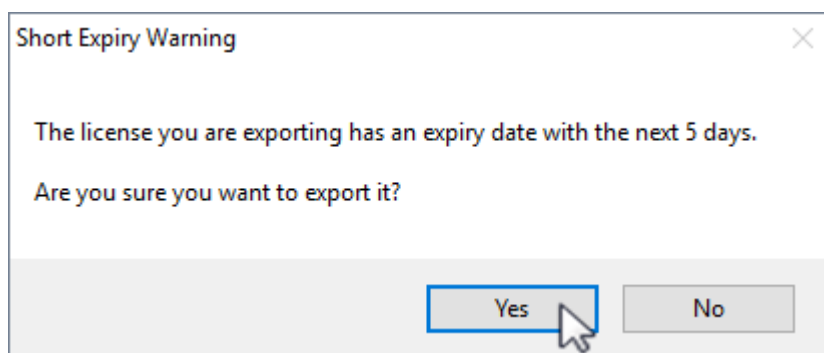 Short Expiry Warning
The license you are exporting has an expiry date with the next 5 days.
Are you sure you want to export it?
Yes
No